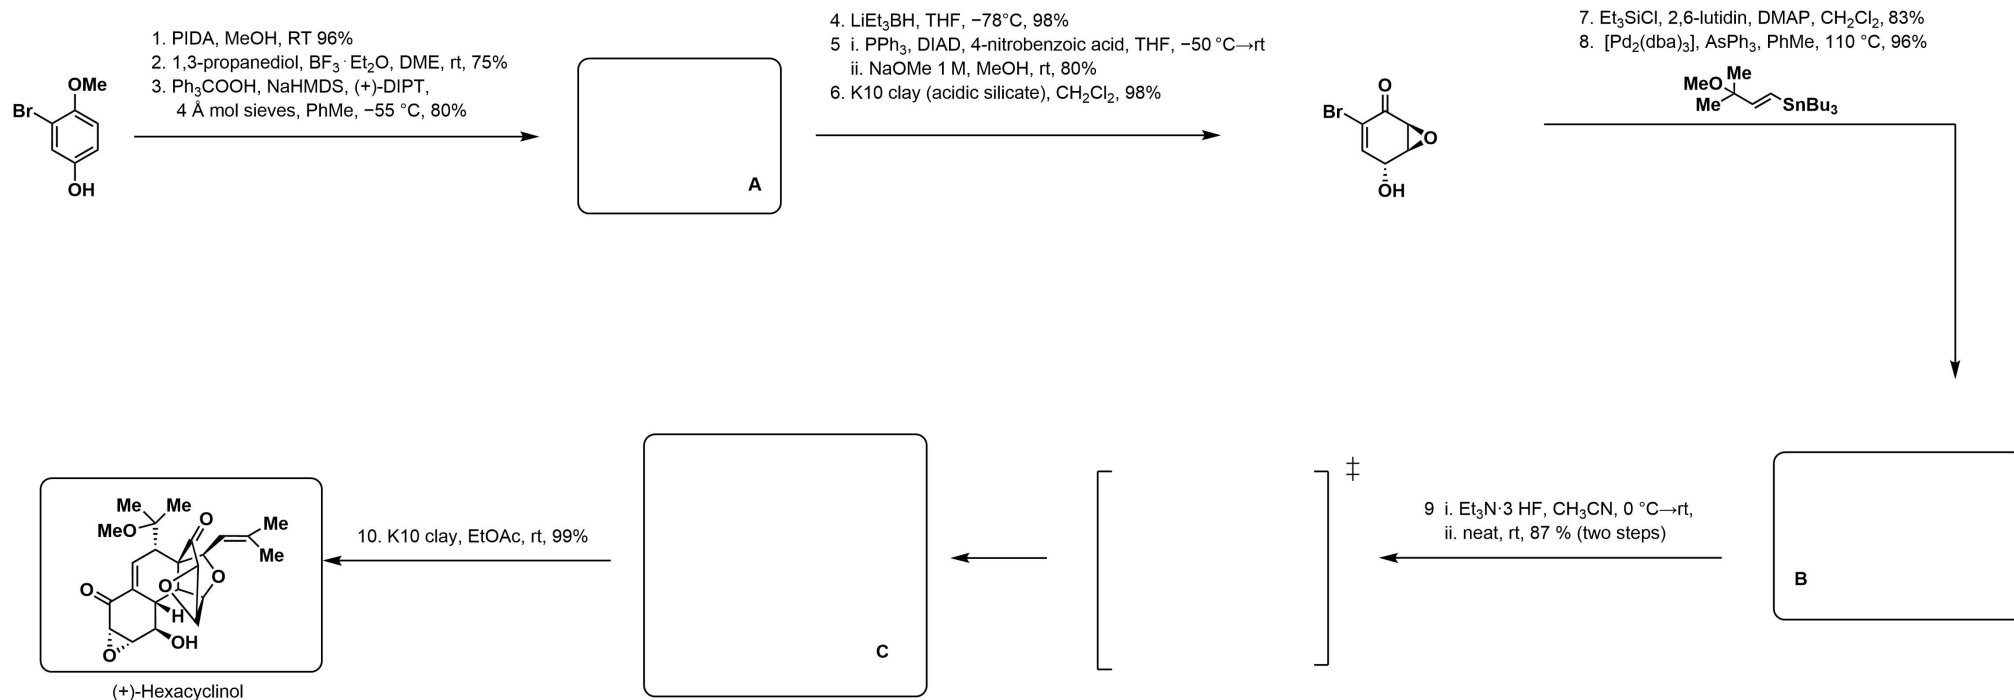 1. PIDA, MeOH, RT 96%
2. 1,3-propanediol, BF₃·Et₂O, DME, rt, 75%
3. Ph₃COOH, NaHMDS, (+)-DIPT,
4 Å mol sieves, PhMe, −55 °C, 80%
OMe
Br
OH
A
4. LiEt₃BH, THF, −78°C, 98%
5 i. PPh₃, DIAD, 4-nitrobenzoic acid, THF, −50 °C→rt
ii. NaOMe 1 M, MeOH, rt, 80%
6. K10 clay (acidic silicate), CH₂Cl₂, 98%
O
Br
O
OH
7. Et₃SiCl, 2,6-lutidin, DMAP, CH₂Cl₂, 83%
8. [Pd₂(dba)₃], AsPh₃, PhMe, 110 °C, 96%
Me
MeO
Me
SnBu₃
B
9 i. Et₃N·3 HF, CH₃CN, 0 °C→rt,
ii. neat, rt, 87 % (two steps)
‡
C
10. K10 clay, EtOAc, rt, 99%
Me Me
MeO
O
Me
Me
O
O
O
H
OH
O
(+)-Hexacyclinol